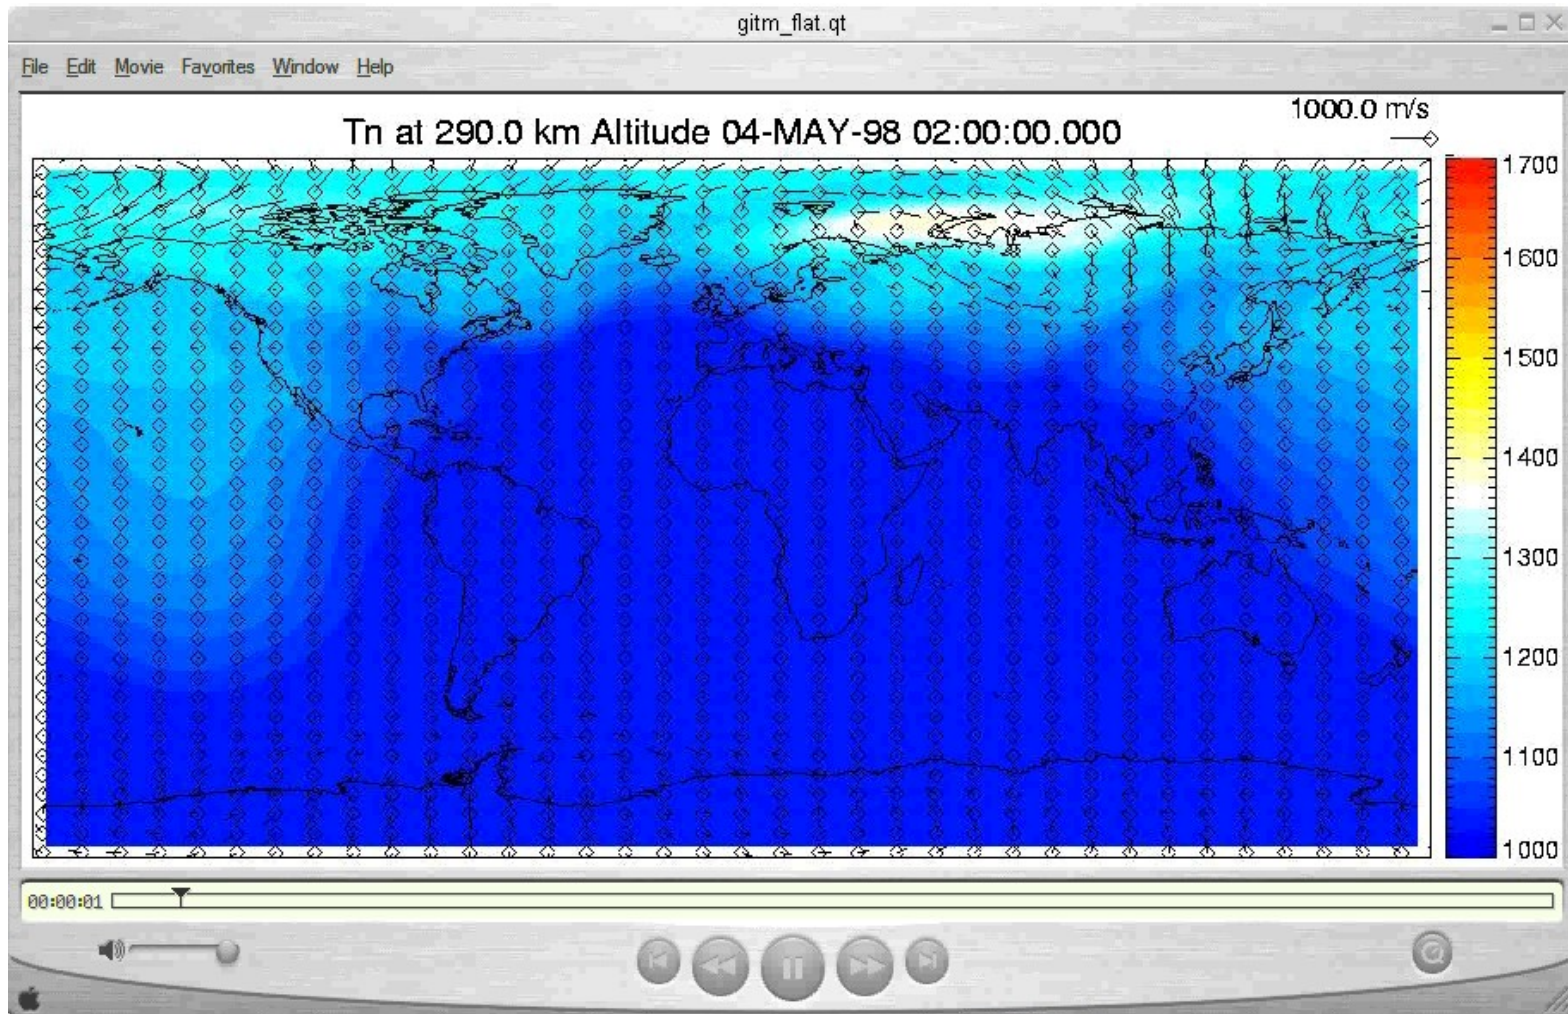 gitm_flat.qt
File Edit Movie Favorites Window Help
1000.0 m/s
Tn at 290.0 km Altitude 04-MAY-98 02:00:00.000
1700
1600
1500
1400
1300
1200
1100
1000
00:00:01